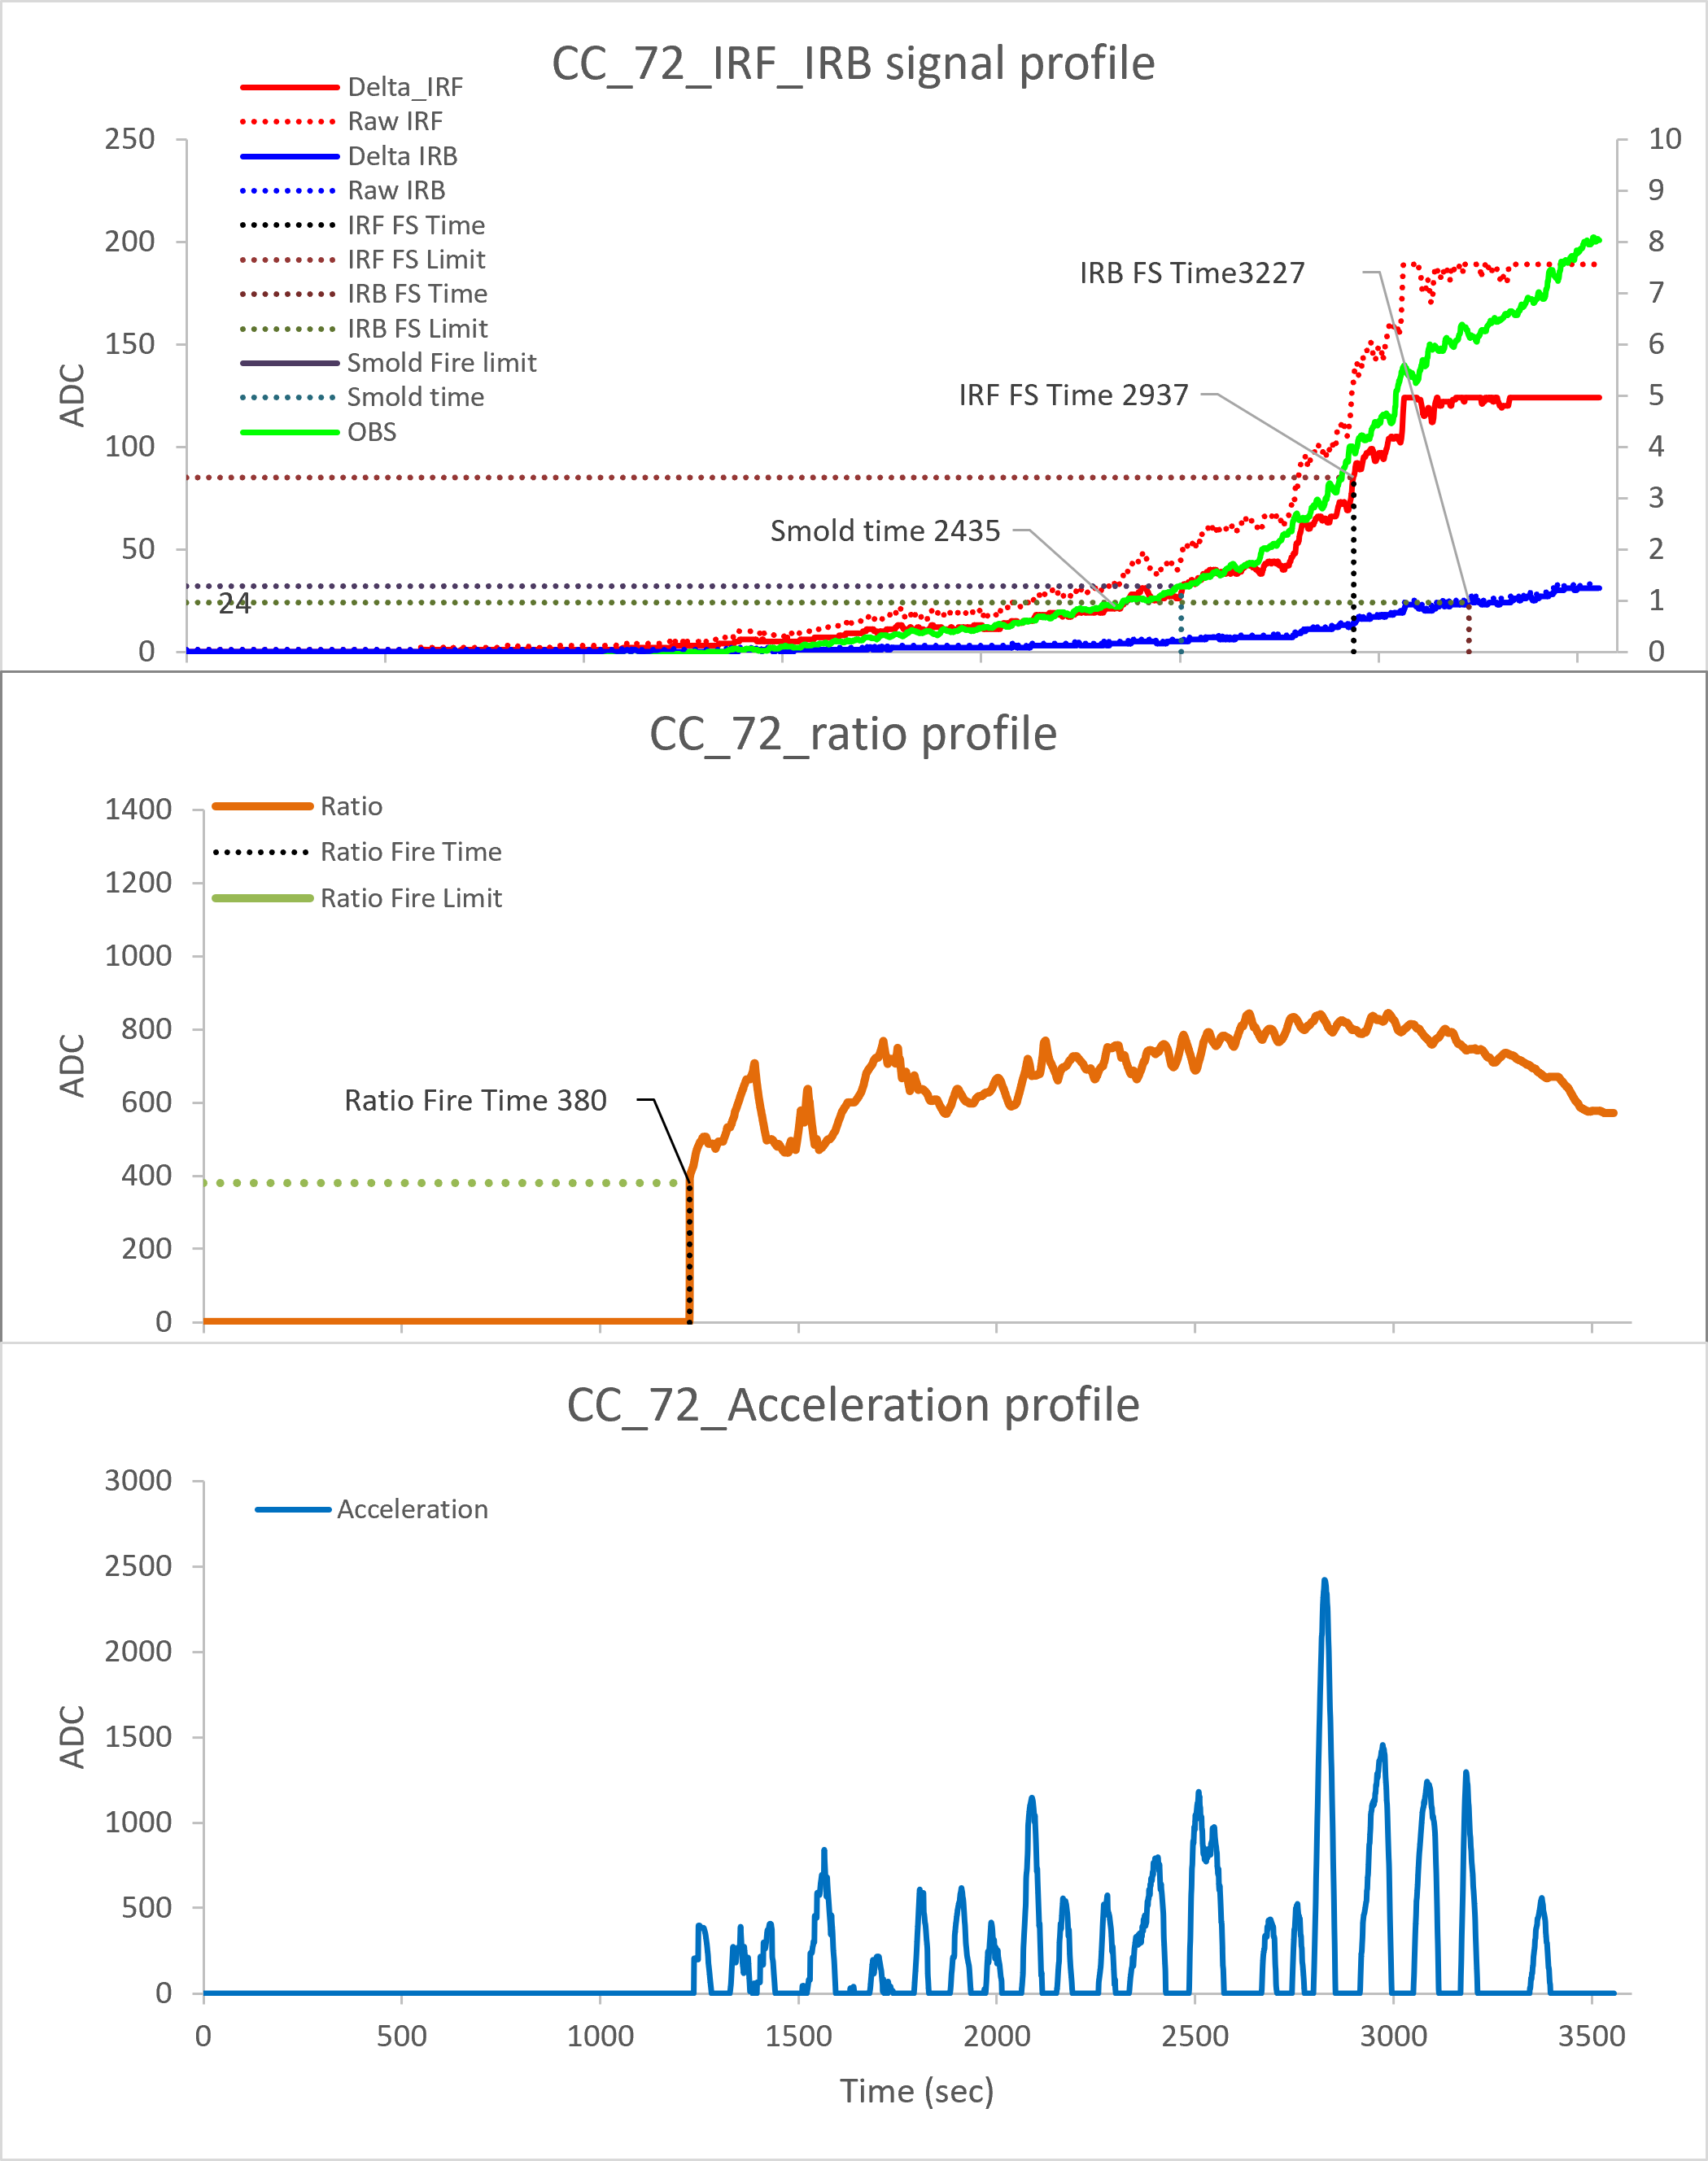 CC_72_IRF_IRB signal profile
Delta_IRF
Raw IRF
Delta IRB
Raw IRB
IRF FS Time
IRF FS Limit
IRB FS Time
IRB FS Limit
Smold Fire limit
Smold time
OBS
250
200
150
100
50
0
ADC
10
9
8
7
6
5
4
3
2
1
0
IRB FS Time3227
IRF FS Time 2937
Smold time 2435
24
CC_72_ratio profile
Ratio
Ratio Fire Time
Ratio Fire Limit
1400
1200
1000
800
600
400
200
0
ADC
Ratio Fire Time 380
CC_72_Acceleration profile
Acceleration
3000
2500
2000
1500
1000
500
0
ADC
0 500 1000 1500 2000 2500 3000 3500
Time (sec)